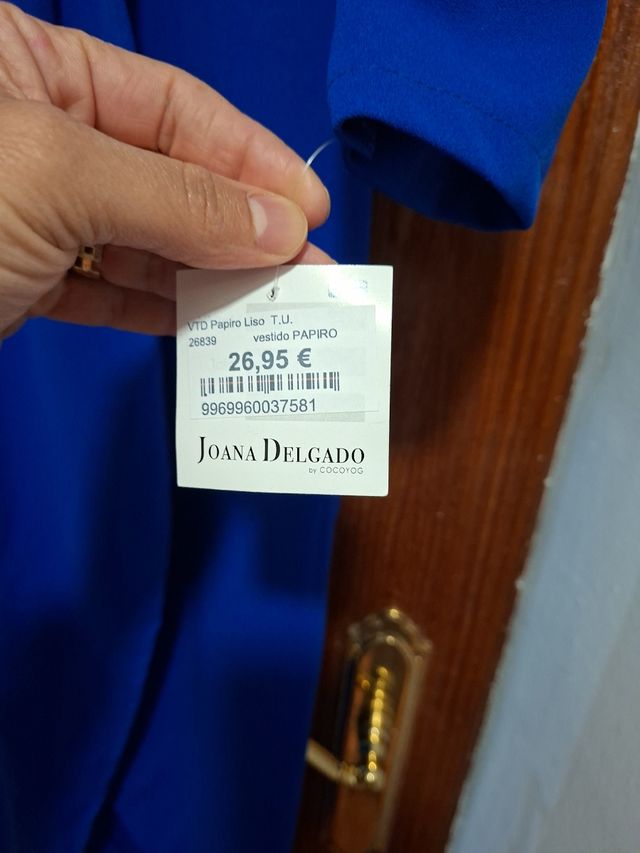 VTD Papiro Liso T.U.
26839 vestido PAPIRO
26,95 €
9969960037581
JOANA DELGADO
by COCOYOG